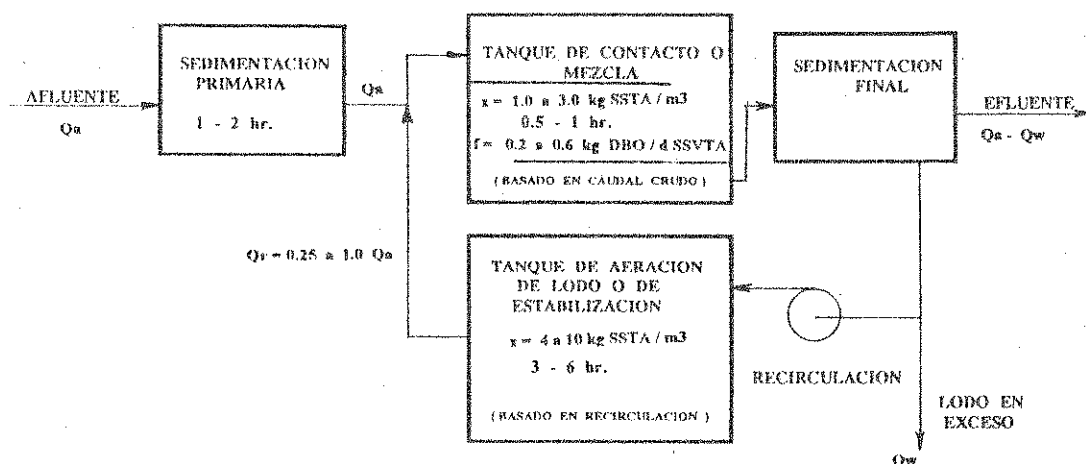 SEDIMENTACION
PRIMARIA
1 - 2 hr.
AFLUENTE
Qa
Qa
TANQUE DE CONTACTO O
MEZCLA
x = 1.0 a 3.0 kg SSTA / m3
0.5 - 1 hr.
f = 0.2 a 0.6 kg DBO / d SSVTA
( BASADO EN CAUDAL CRUDO )
SEDIMENTACION
FINAL
EFLUENTE
Qa - Qw
Qr = 0.25 a 1.0 Qa
TANQUE DE AERACION
DE LODO O DE
ESTABILIZACION
x = 4 a 10 kg SSTA / m3
3 - 6 hr.
( BASADO EN RECIRCULACION )
RECIRCULACION
LODO EN
EXCESO
Qw